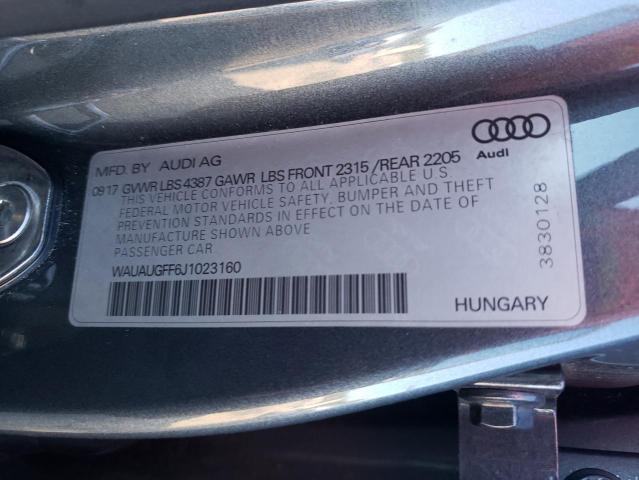 MFD. BY AUDI AG
0917 GVWR LBS 4387 GAWR LBS FRONT 2315 / REAR 2205
THIS VEHICLE CONFORMS TO ALL APPLICABLE U.S.
FEDERAL MOTOR VEHICLE SAFETY, BUMPER AND THEFT
PREVENTION STANDARDS IN EFFECT ON THE DATE OF
MANUFACTURE SHOWN ABOVE
PASSENGER CAR
WAUAUGFF6J1023160
Audi
3830128
HUNGARY